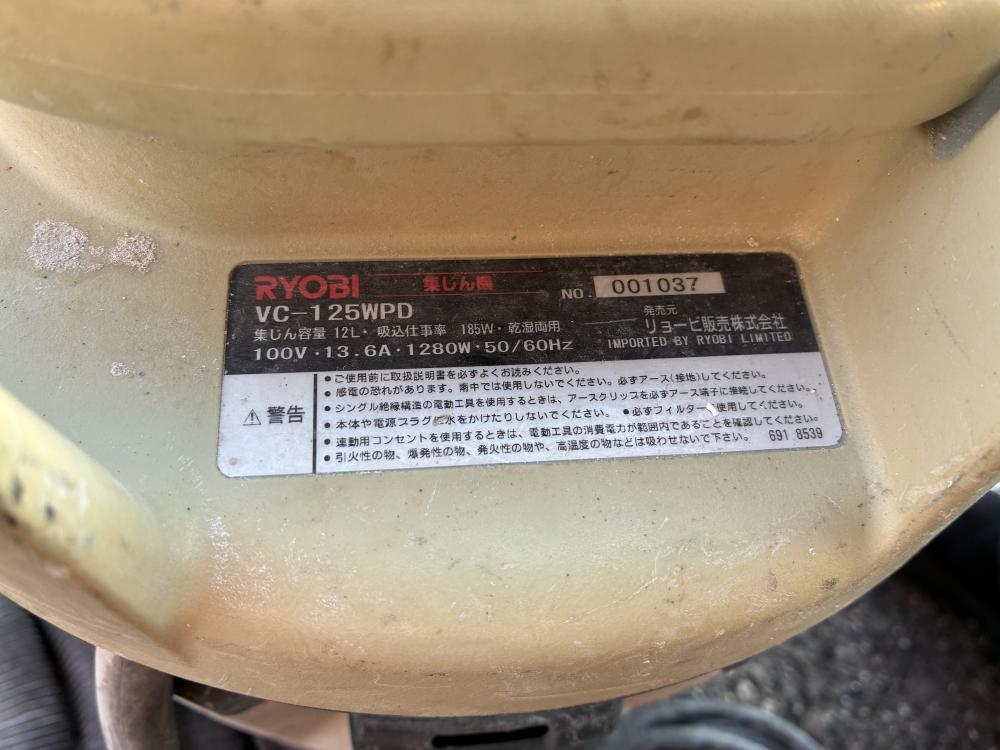 RYOBI 集じん機 NO. 001037
VC-125WPD
集じん容量 12L・吸込仕事率 185W・乾湿両用
100V・13.6A・1280W・50/60Hz
発売元
リョービ販売株式会社
IMPORTED BY RYOBI LIMITED
⚠警告
●ご使用前に取扱説明書を必ずよくお読みください。
●感電の恐れがあります。雨中では使用しないでください。必ずアース(接地)してください。
●シングル絶縁構造の電動工具を使用するときは、アースクリップを必ずアース端子に接続してください。
●本体や電源プラグに水をかけたりしないでください。 ●必ずフィルターを使用してください。
●連動用コンセントを使用するときは、電動工具の消費電力が範囲内であることを確認してください。
●引火性の物、爆発性の物、発火性の物や、高温度の物などは吸わせないで下さい。 691 8539